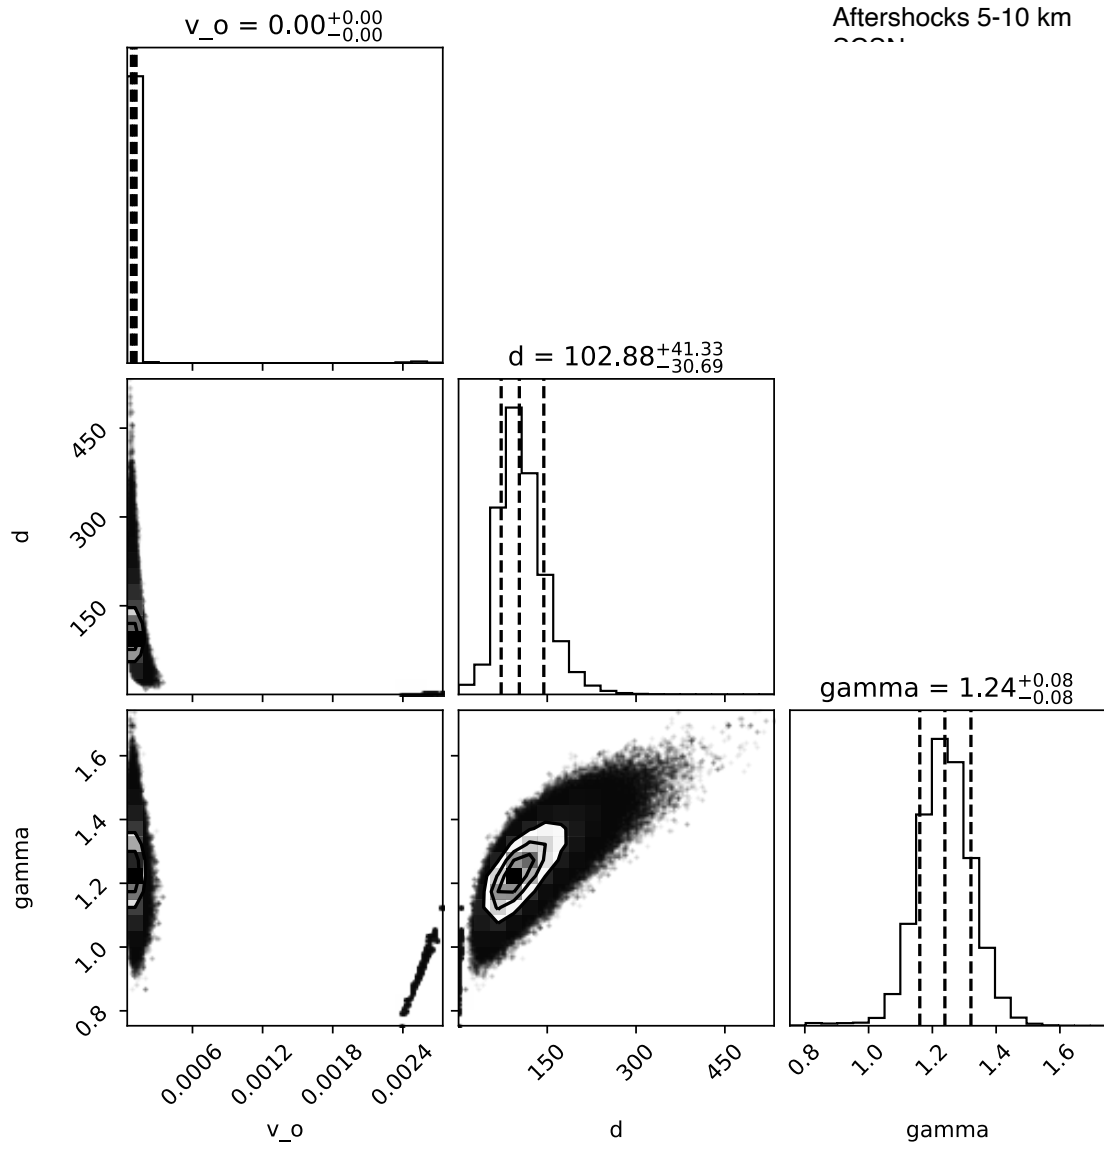 Aftershocks 5-10 km
v_o = 0.00+0.00−0.00
d = 102.88+41.33−30.69
450
300
150
d
gamma = 1.24+0.08−0.08
1.6
1.4
1.2
1.0
0.8
gamma
0.0006 0.0012 0.0018 0.0024
150 300 450
0.8 1.0 1.2 1.4 1.6
v_o
d
gamma